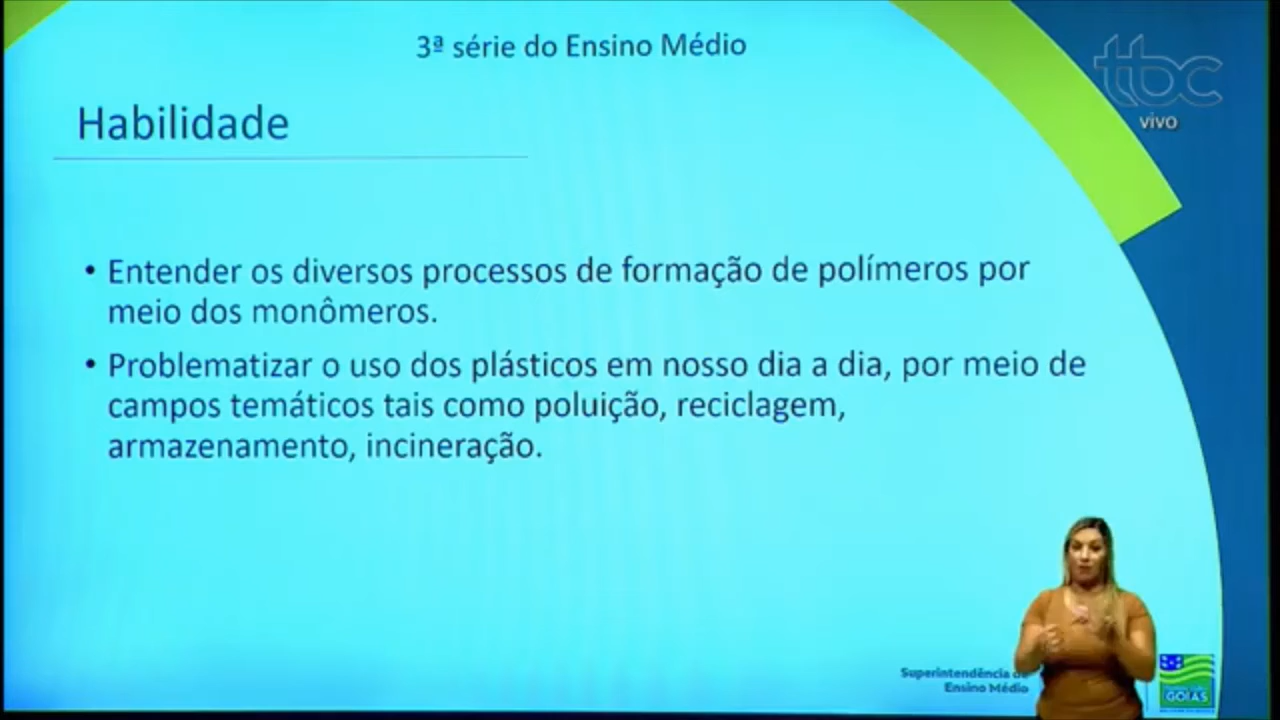 3ª série do Ensino Médio
tbc
vivo
Habilidade
• Entender os diversos processos de formação de polímeros por
meio dos monômeros.
• Problematizar o uso dos plásticos em nosso dia a dia, por meio de
campos temáticos tais como poluição, reciclagem,
armazenamento, incineração.
Superintendência
Ensino Médio
GOIÁS